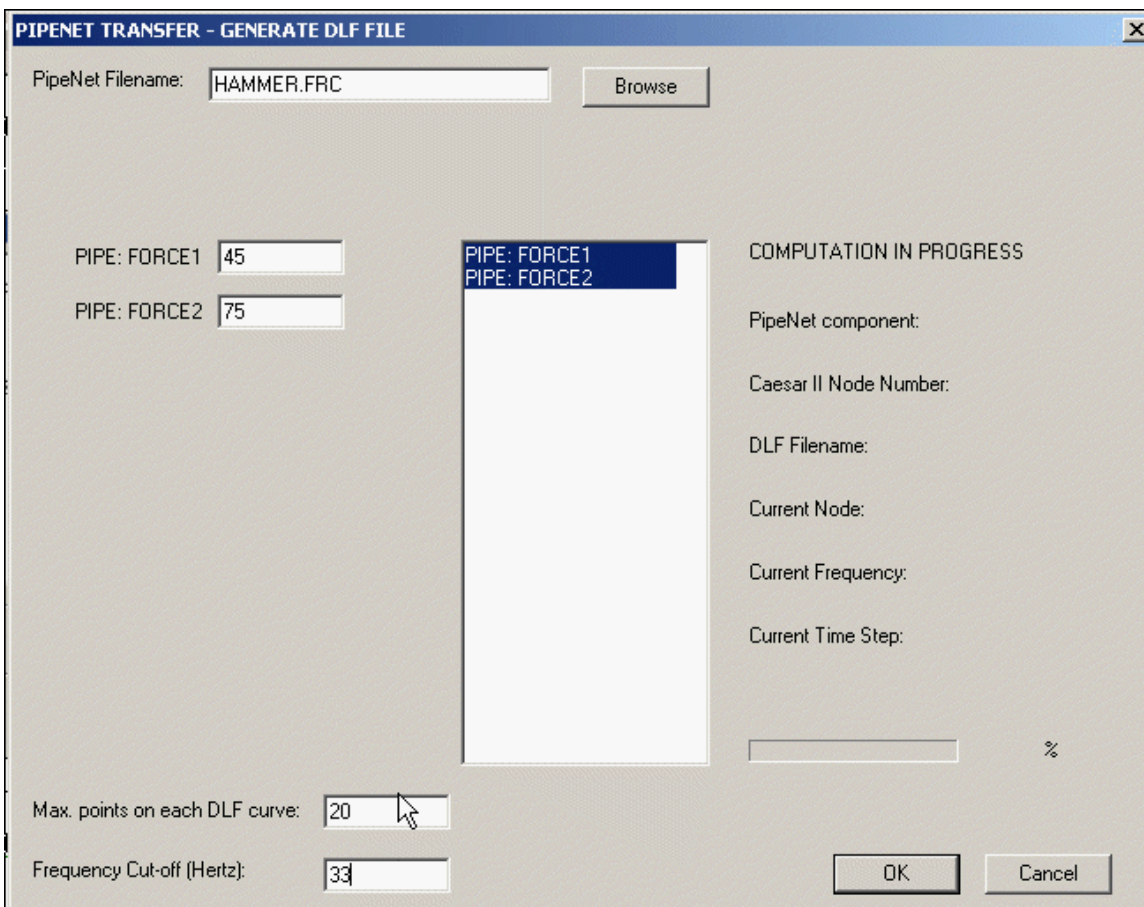 PIPENET TRANSFER - GENERATE DLF FILE
PipeNet Filename: HAMMER.FRC Browse
PIPE: FORCE1 45
PIPE: FORCE2 75
PIPE: FORCE1
PIPE: FORCE2
COMPUTATION IN PROGRESS
PipeNet component:
Caesar II Node Number:
DLF Filename:
Current Node:
Current Frequency:
Current Time Step:
%
Max. points on each DLF curve: 20
Frequency Cut-off (Hertz): 33
OK Cancel